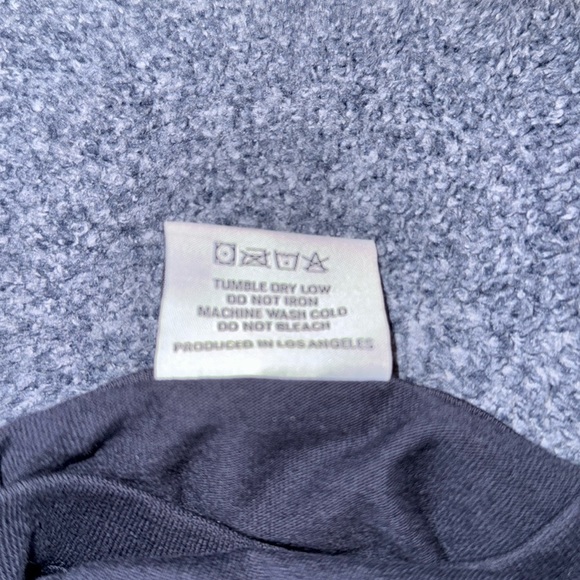 TUMBLE DRY LOW
DO NOT IRON
MACHINE WASH COLD
DO NOT BLEACH
PRODUCED IN LOS ANGELES